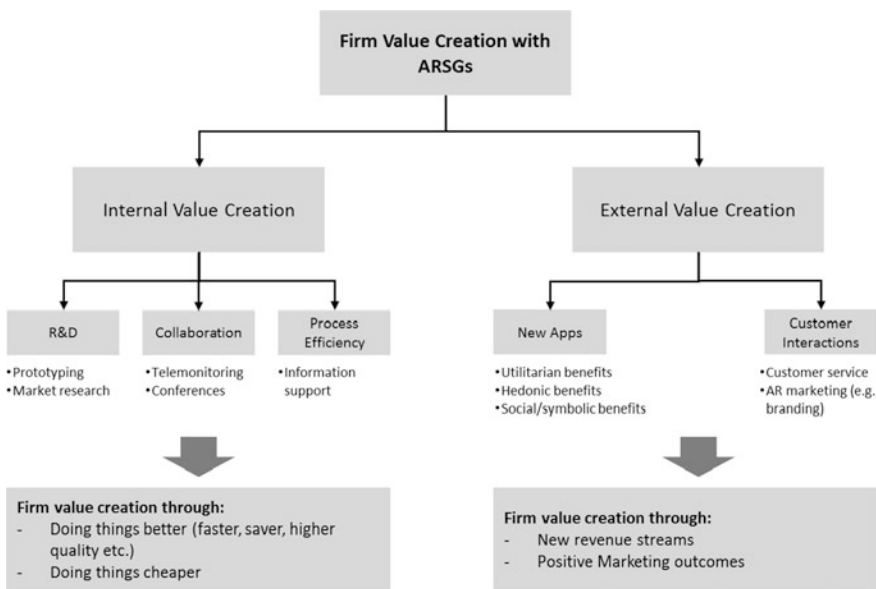 Firm Value Creation with
ARSGs
Internal Value Creation
External Value Creation
R&D
Collaboration
Process
Efficiency
New Apps
Customer
Interactions
•Prototyping
•Market research
•Telemonitoring
•Conferences
•Information
support
•Utilitarian benefits
•Hedonic benefits
•Social/symbolic benefits
•Customer service
•AR marketing (e.g.
branding)
Firm value creation through:
- Doing things better (faster, saver, higher
quality etc.)
- Doing things cheaper
Firm value creation through:
- New revenue streams
- Positive Marketing outcomes